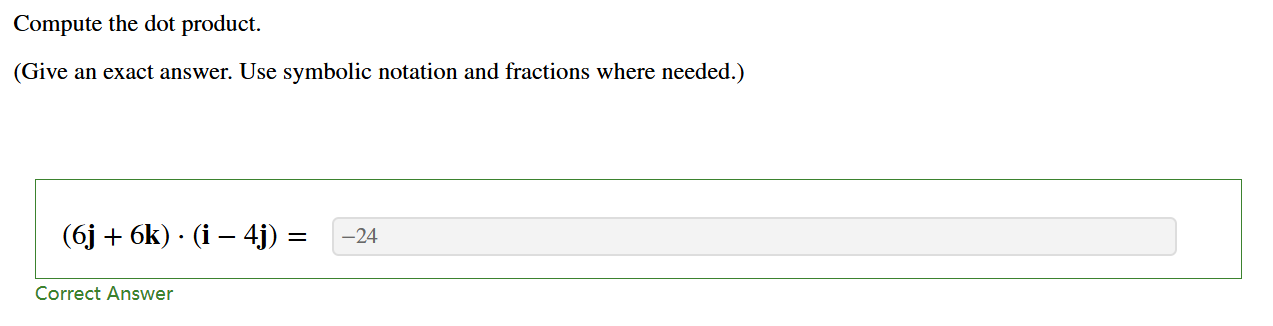 Compute the dot product.
(Give an exact answer. Use symbolic notation and fractions where needed.)
(6j + 6k) · (i − 4j) = −24
Correct Answer